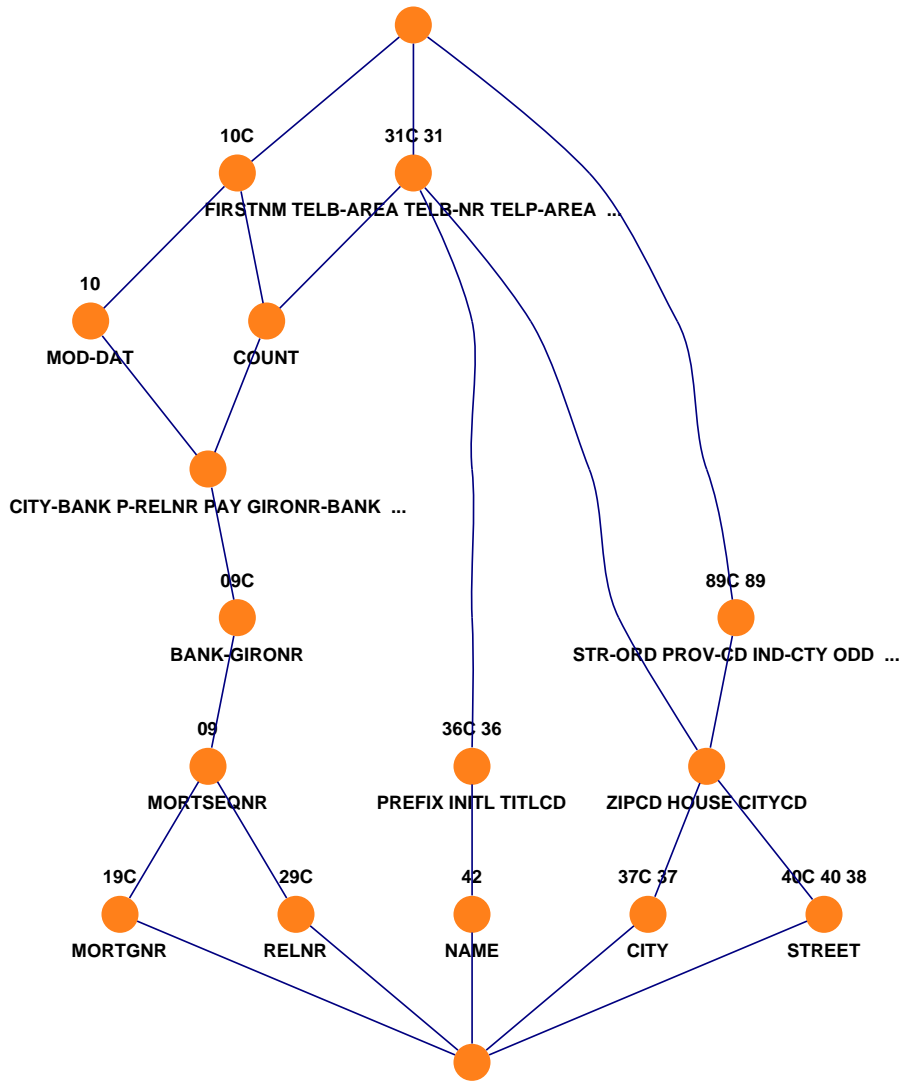 10C 31C 31
FIRSTNM TELB-AREA TELB-NR TELP-AREA ...
10
MOD-DAT COUNT
CITY-BANK P-RELNR PAY GIRONR-BANK ...
09C 89C 89
BANK-GIRONR STR-ORD PROV-CD IND-CTY ODD ...
09 36C 36
MORTSEQNR PREFIX INITL TITLCD ZIPCD HOUSE CITYCD
19C 29C 42 37C 37 40C 40 38
MORTGNR RELNR NAME CITY STREET